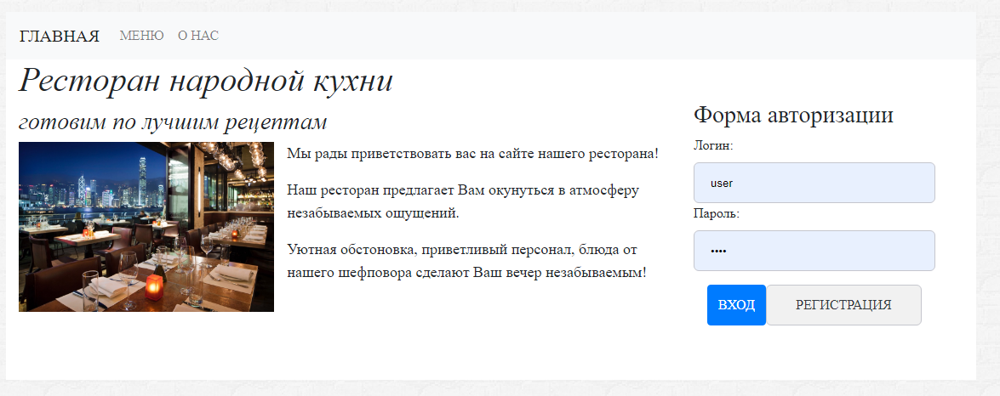 ГЛАВНАЯ МЕНЮ О НАС
Ресторан народной кухни
готовим по лучшим рецептам
Мы рады приветствовать вас на сайте нашего ресторана!
Наш ресторан предлагает Вам окунуться в атмосферу
незабываемых ощущений.
Уютная обстоновка, приветливый персонал, блюда от
нашего шефповора сделают Ваш вечер незабываемым!
Форма авторизации
Логин:
user
Пароль:
••••
ВХОД РЕГИСТРАЦИЯ